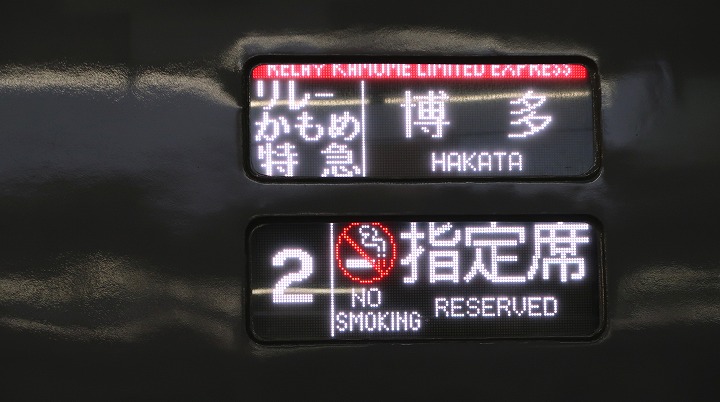 RELAY KAMOME LIMITED EXPRESS
リレー
かもめ
特急
博多
HAKATA
2
指定席
NO
SMOKING
RESERVED